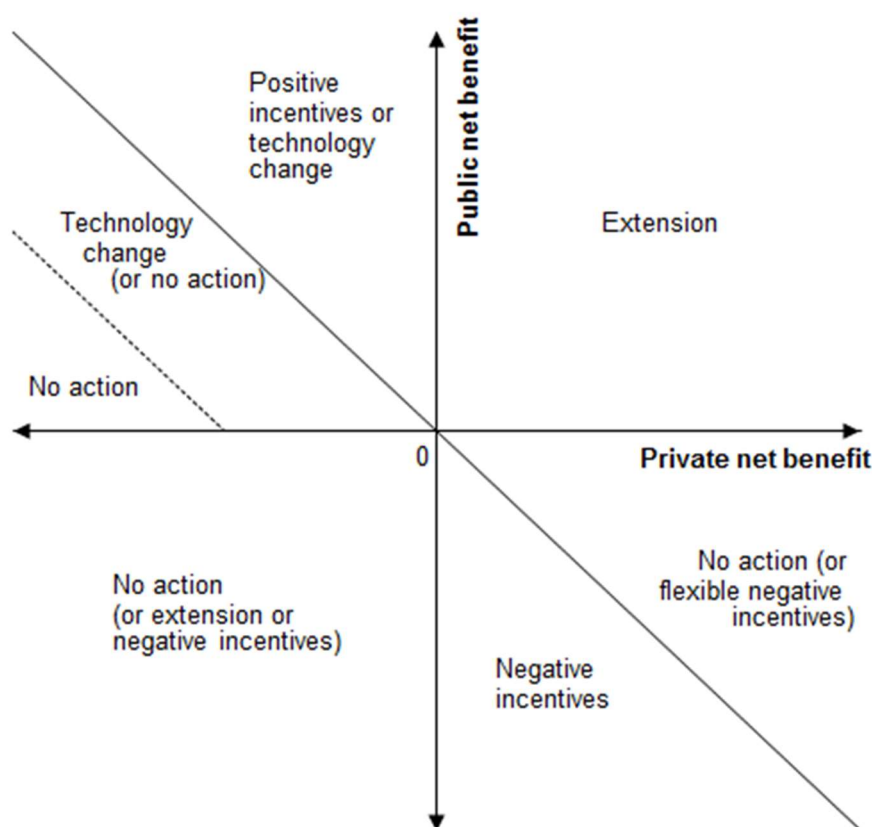 Public net benefit
Positive
incentives or
technology
change
Extension
Technology
change
(or no action)
No action
0
Private net benefit
No action (or
flexible negative
incentives)
No action
(or extension or
negative incentives)
Negative
incentives